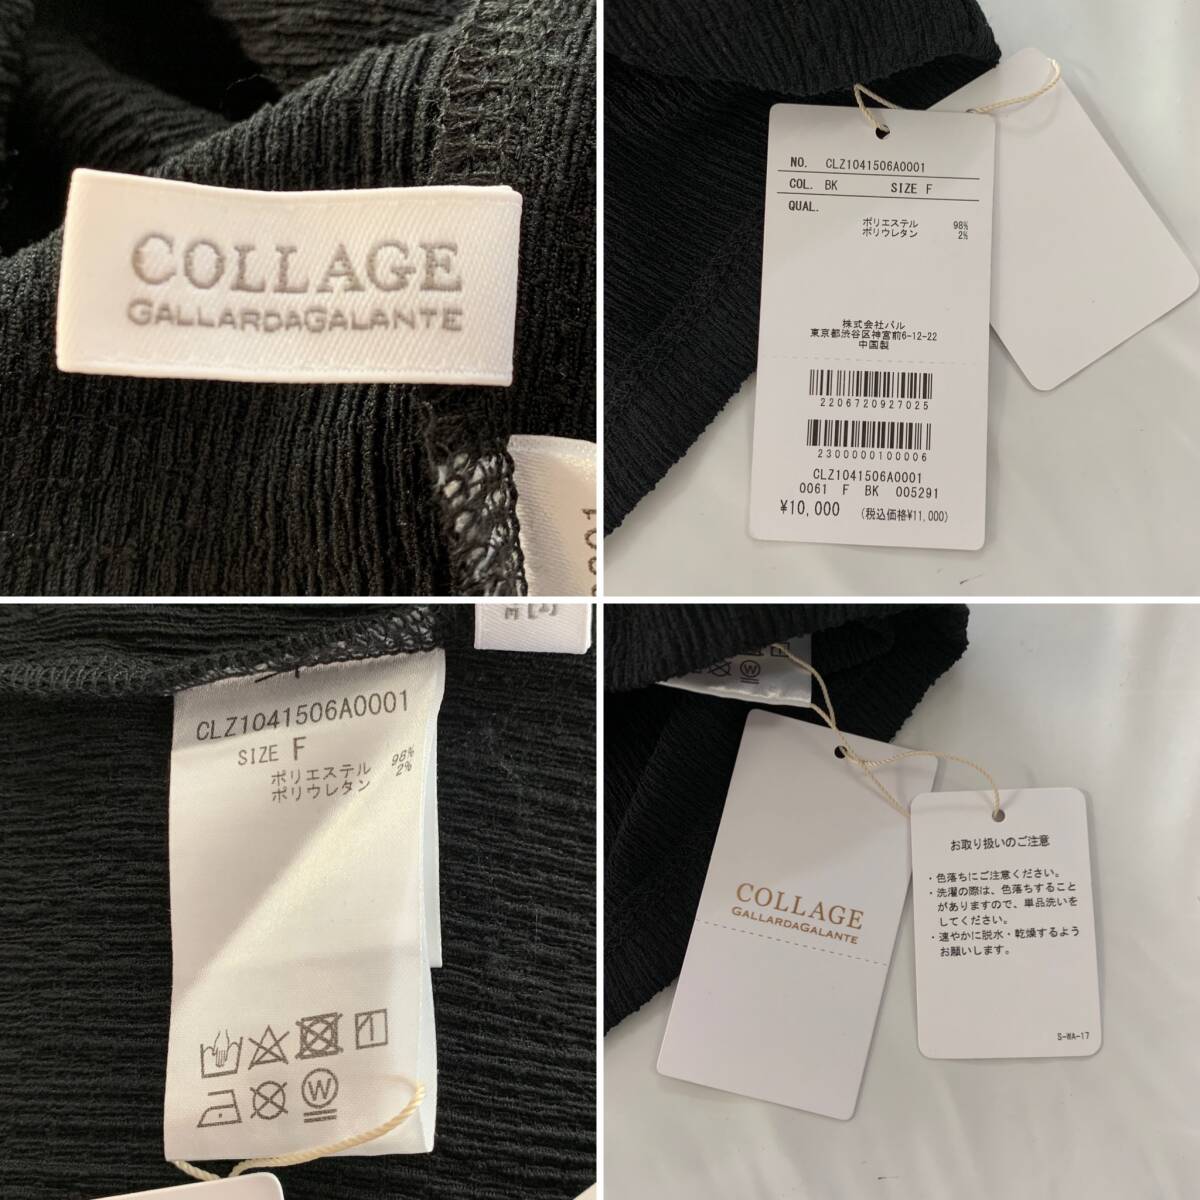 COLLAGE
GALLARDAGALANTE
NO. CLZ1041506A0001
COL. BK SIZE F
QUAL.
ポリエステル 98%
ポリウレタン 2%
株式会社パル
東京都渋谷区神宮前6-12-22
中国製
2206720927025
2300000100006
CLZ1041506A0001
0061 F BK 005291
¥10,000 (税込価格¥11,000)
CLZ1041506A0001
SIZE F
ポリエステル 98%
ポリウレタン 2%
W
W
COLLAGE
GALLARDAGALANTE
お取り扱いのご注意
・色落ちにご注意ください。
・洗濯の際は、色落ちすること
がありますので、単品洗いを
してください。
・速やかに脱水・乾燥するよう
お願いします。
S-WA-17